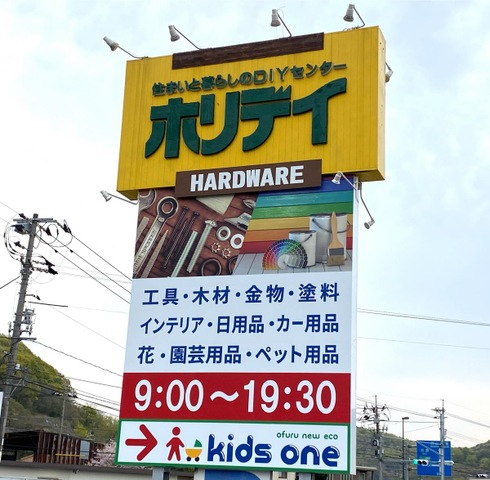 住まいと暮らしのDIYセンター
ホリデイ
HARDWARE
工具・木材・金物・塗料
インテリア・日用品・カー用品
花・園芸用品・ペット用品
9:00〜19:30
ofuru new eco
kids one